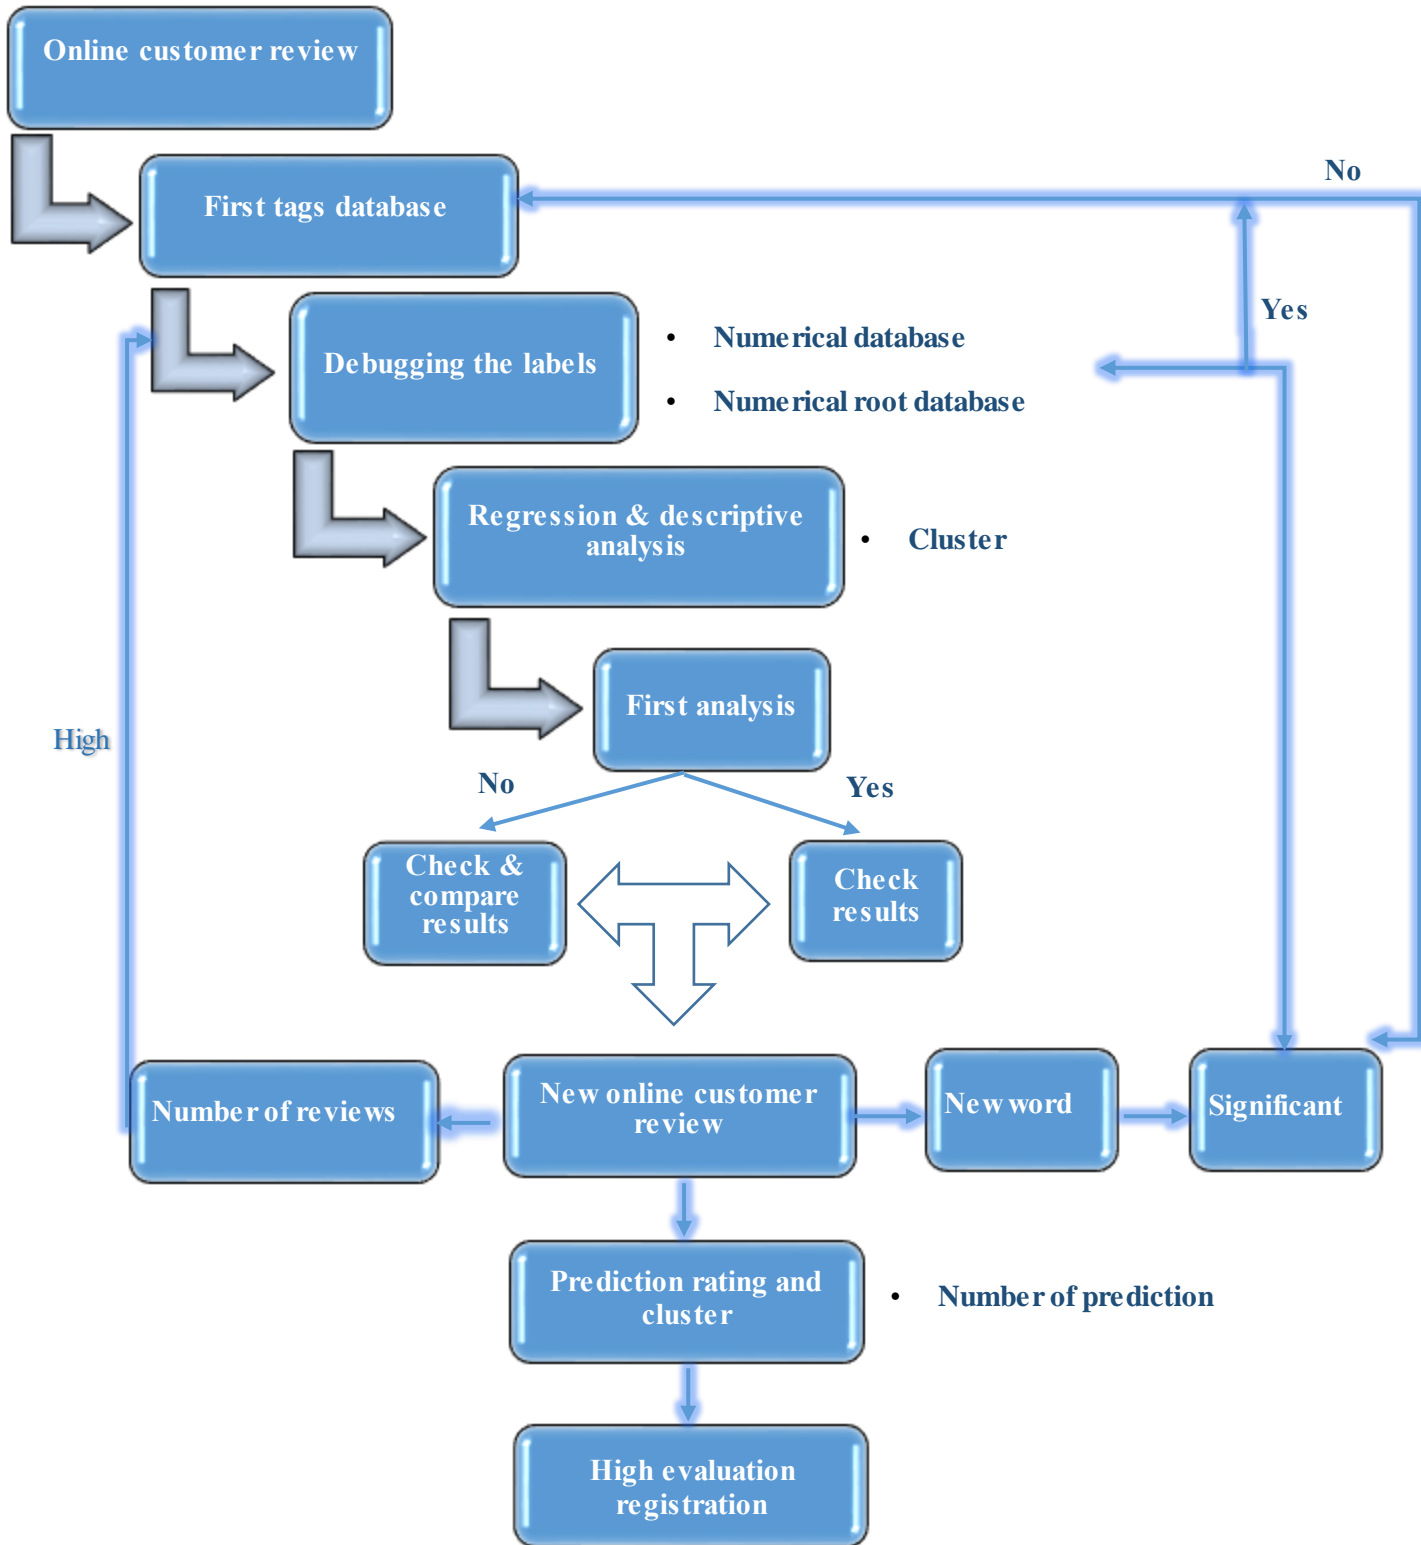 Online customer review
No
First tags database
Yes
• Numerical database
Debugging the labels
• Numerical root database
Regression & descriptive
analysis
• Cluster
First analysis
High
No
Yes
Check &
compare
results
Check
results
Number of reviews
New online customer
review
New word
Significant
Prediction rating and
cluster
• Number of prediction
High evaluation
registration